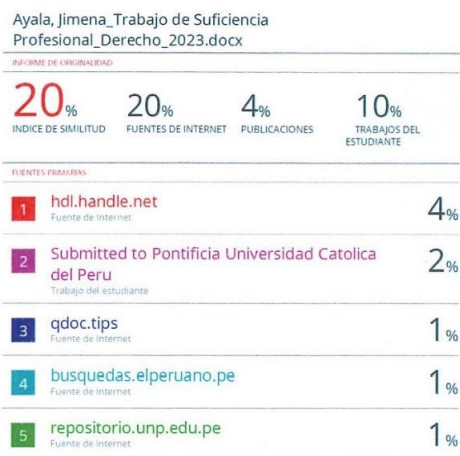 Ayala, Jimena_Trabajo de Suficiencia
Profesional_Derecho_2023.docx
INFORME DE ORIGINALIDAD
20% 20% 4% 10%
INDICE DE SIMILITUD FUENTES DE INTERNET PUBLICACIONES TRABAJOS DEL
ESTUDIANTE
FUENTES PRIMARIAS
1 hdl.handle.net 4%
Fuente de Internet
2 Submitted to Pontificia Universidad Catolica
del Peru 2%
Trabajo del estudiante
3 qdoc.tips 1%
Fuente de Internet
4 busquedas.elperuano.pe 1%
Fuente de Internet
5 repositorio.unp.edu.pe 1%
Fuente de Internet